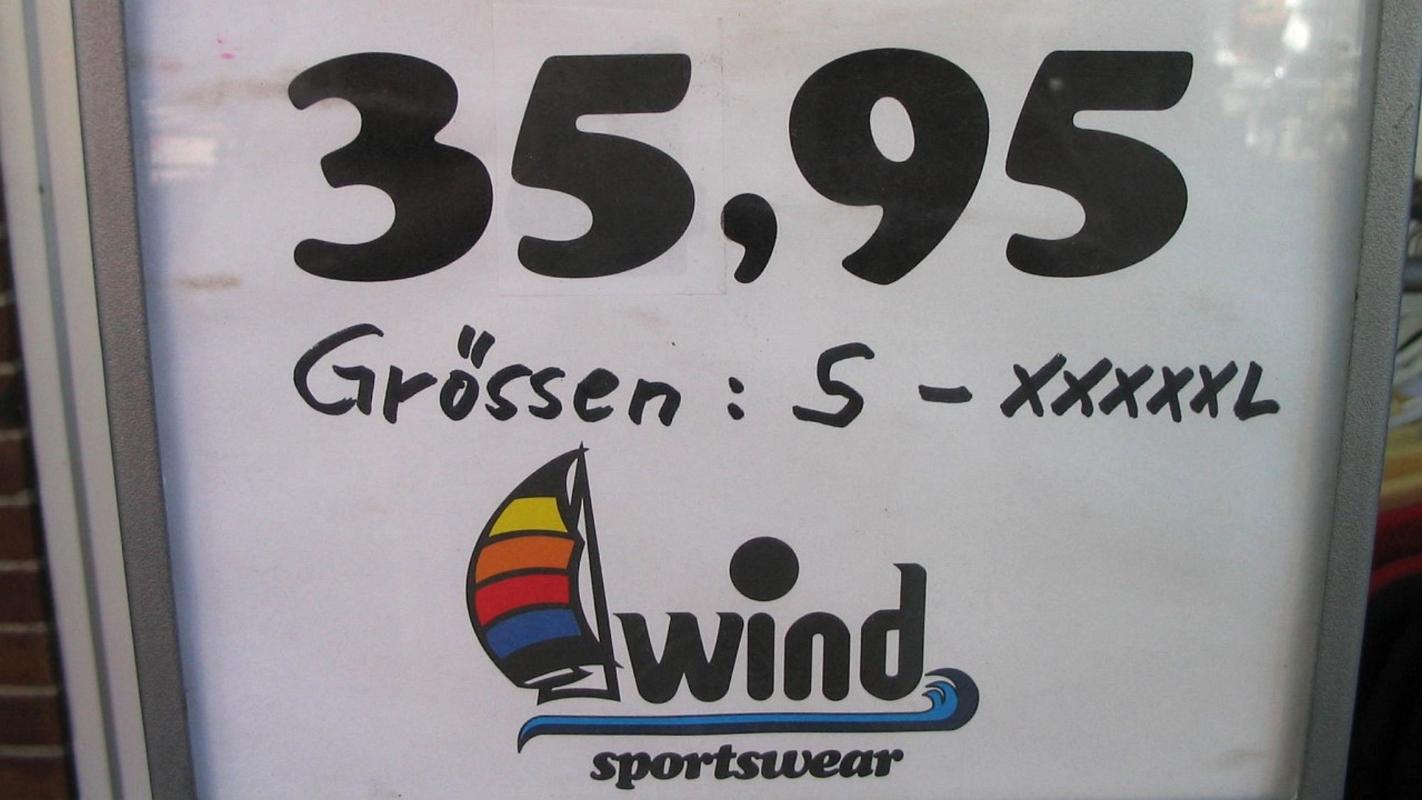 35,95
Grössen : S - XXXXXL
wind
sportswear